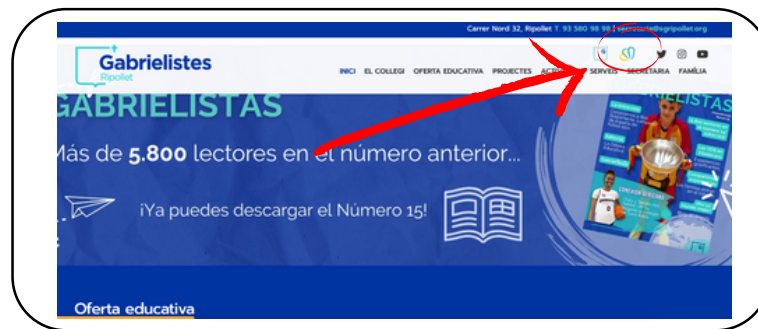 Carrer Nord 32, Ripollet T. 93 580 98 98 | secretaria@sgripollet.org
Gabrielistes
Ripollet
INICI EL COL·LEGI OFERTA EDUCATIVA PROJECTES SERVEIS SECRETARIA FAMÍLIA
GABRIELISTAS
Más de 5.800 lectores en el número anterior...
¡Ya puedes descargar el Número 15!
Oferta educativa